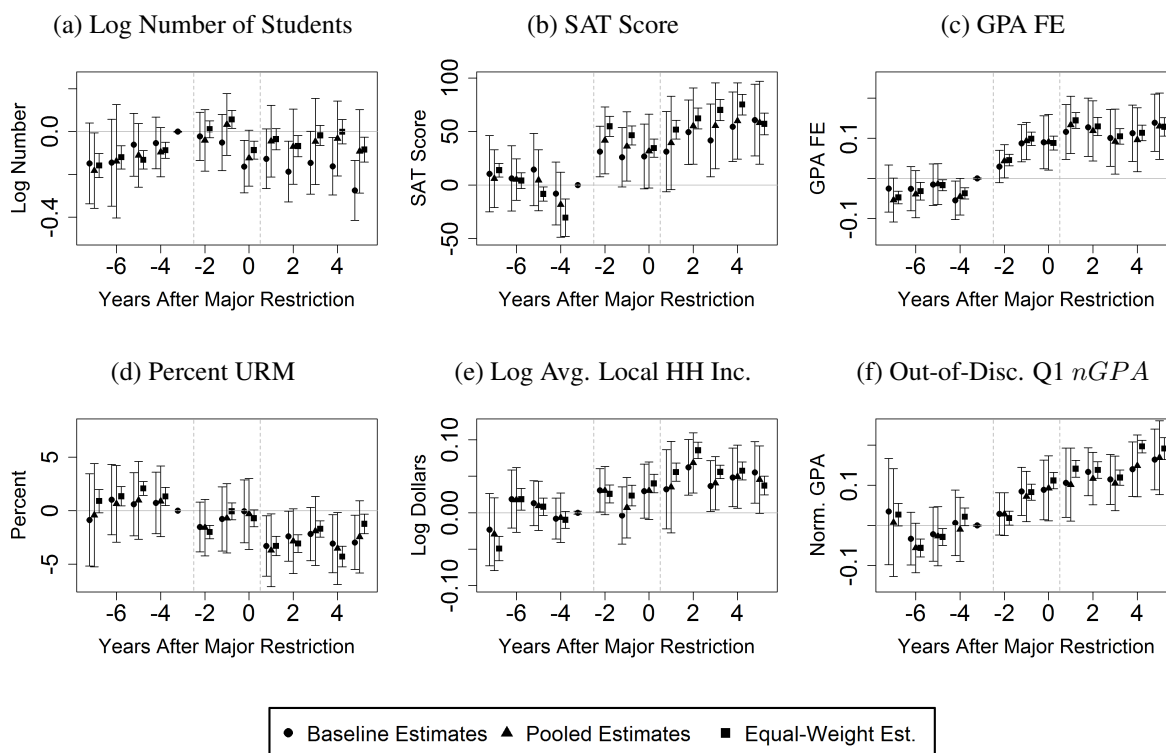 (a) Log Number of Students
(b) SAT Score
(c) GPA FE
Log Number
0.0
-0.4
-6 -4 -2 0 2 4
Years After Major Restriction
SAT Score
100
50
0
-50
-6 -4 -2 0 2 4
Years After Major Restriction
GPA FE
0.1
-0.1
-6 -4 -2 0 2 4
Years After Major Restriction
(d) Percent URM
(e) Log Avg. Local HH Inc.
(f) Out-of-Disc. Q1 nGPA
Percent
5
0
-5
-6 -4 -2 0 2 4
Years After Major Restriction
Log Dollars
0.10
0.00
-0.10
-6 -4 -2 0 2 4
Years After Major Restriction
Norm. GPA
0.1
-0.1
-6 -4 -2 0 2 4
Years After Major Restriction
Baseline Estimates Pooled Estimates Equal-Weight Est.